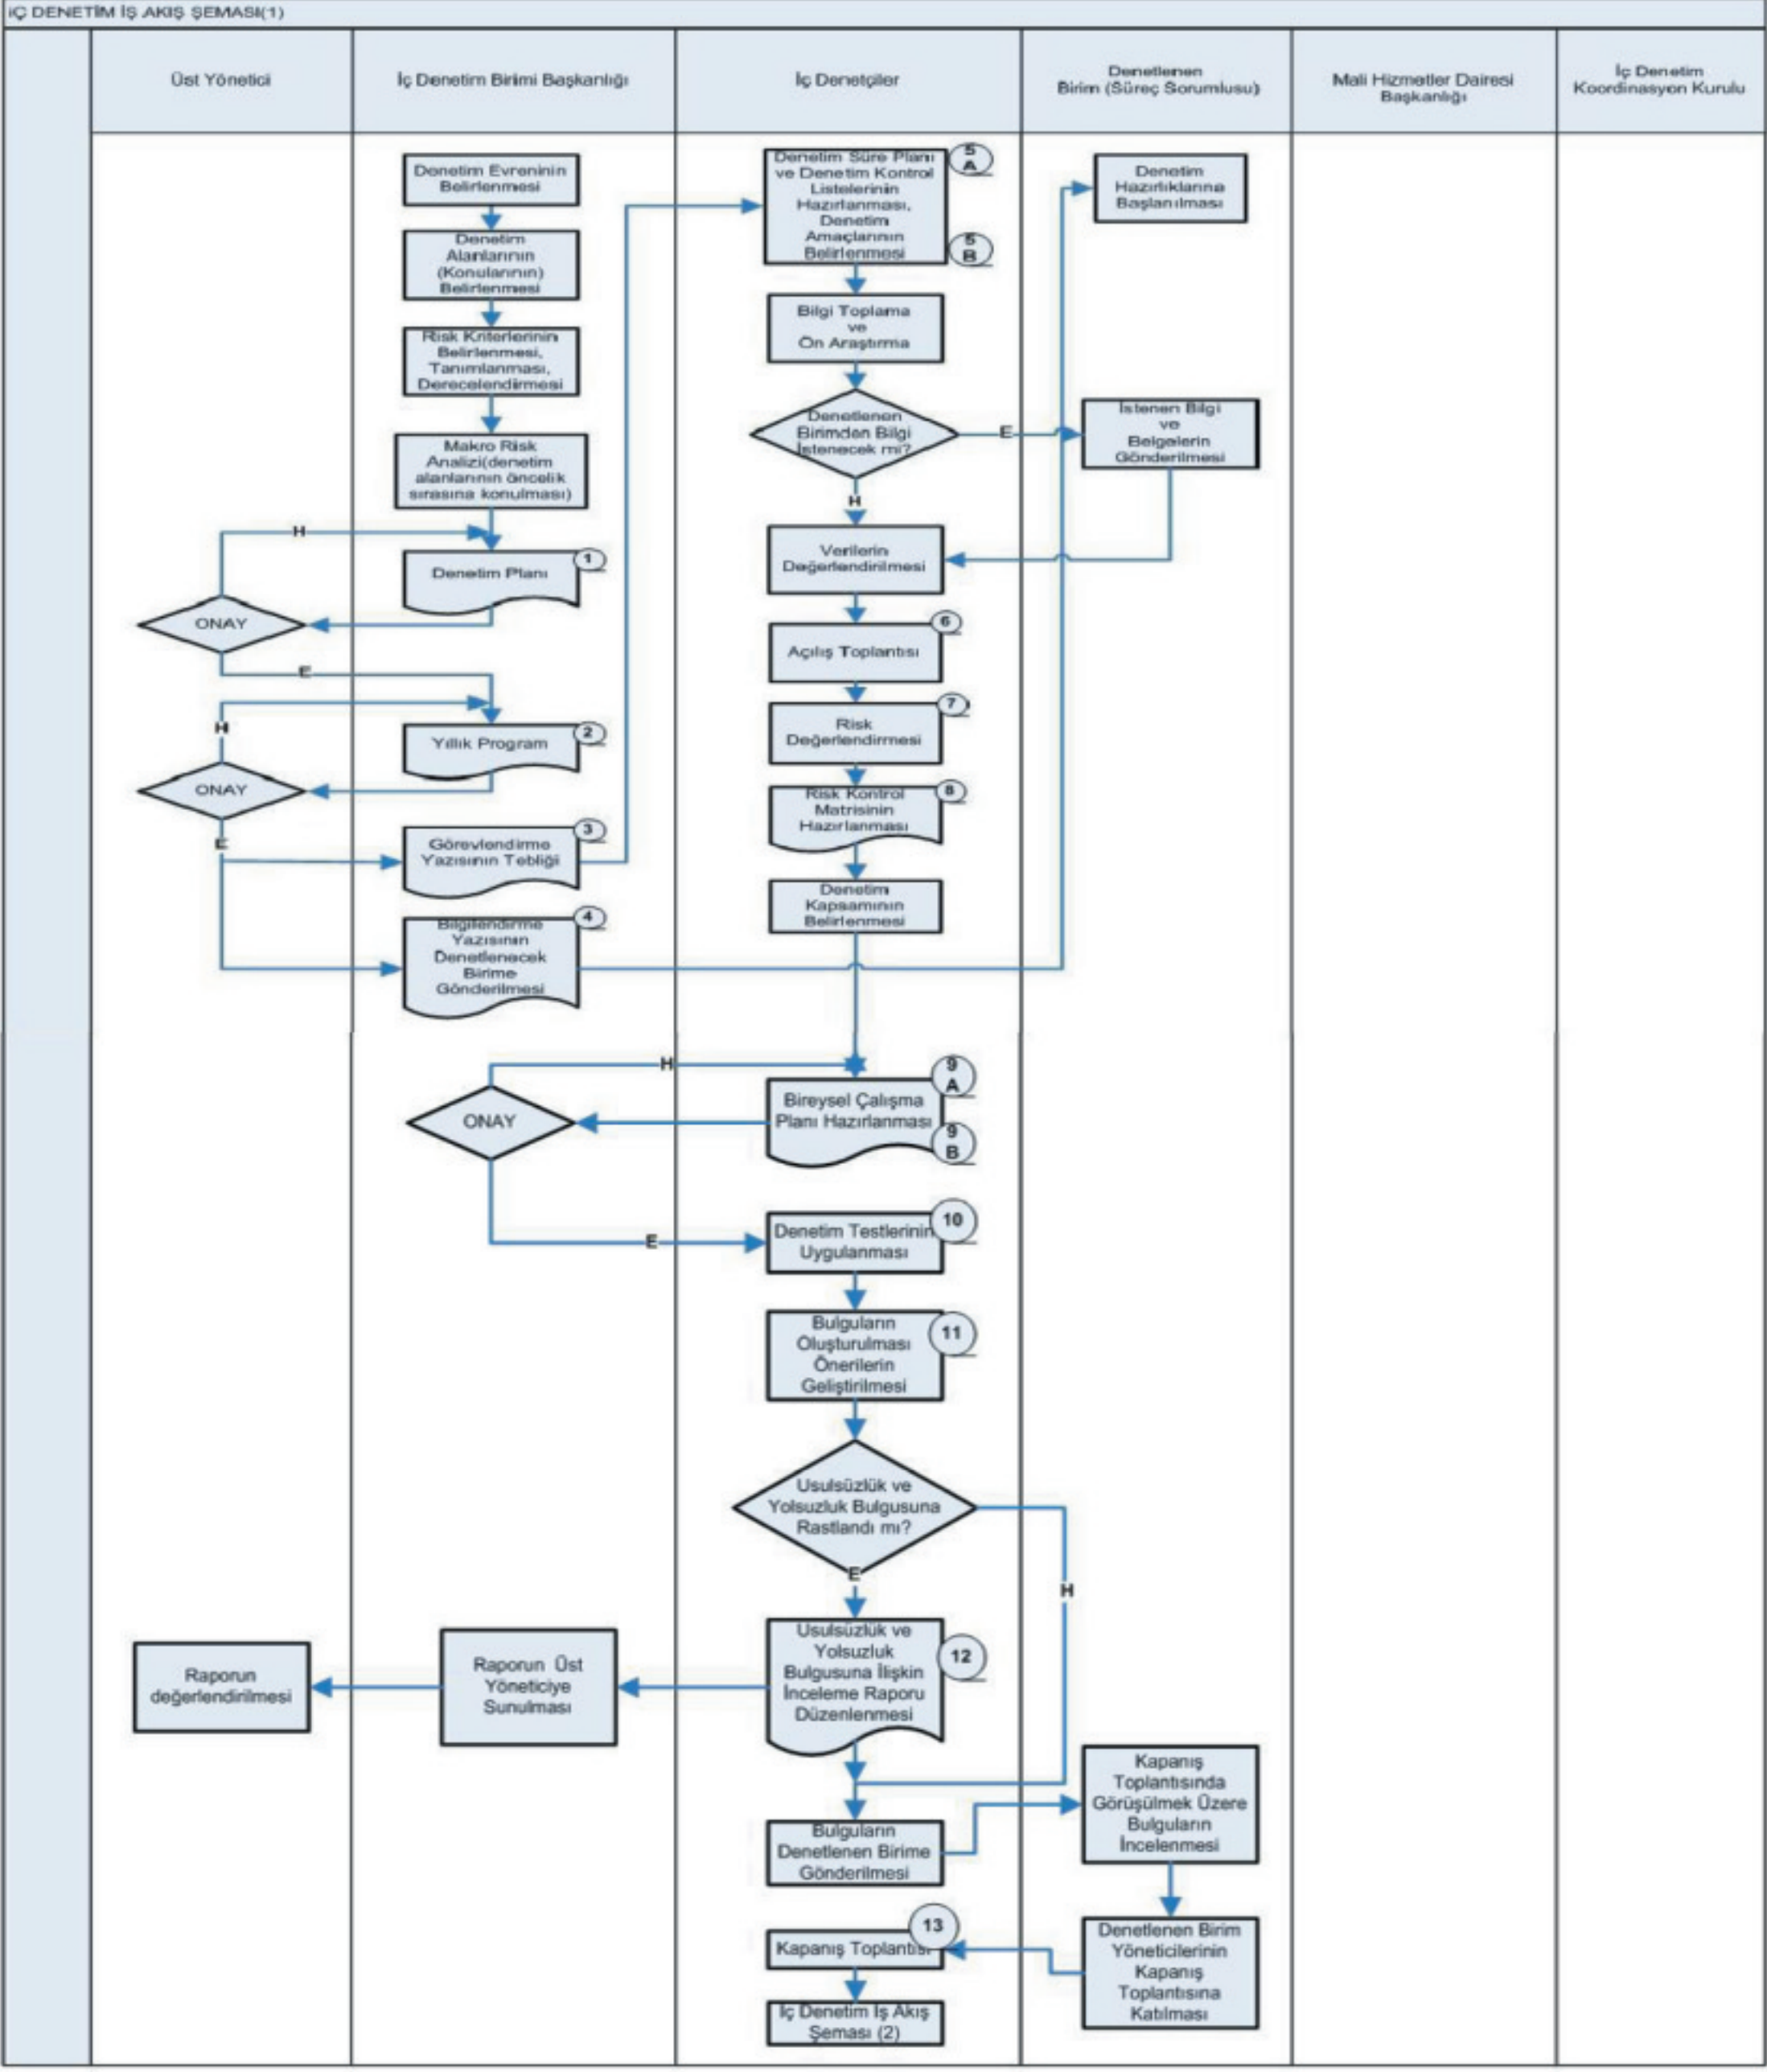 İÇ DENETİM İŞ AKIŞ ŞEMASI(1)
Üst Yönetici
İç Denetim Birimi Başkanlığı
İç Denetçiler
Denetlenen
Birim (Süreç Sorumlusu)
Mali Hizmetler Dairesi
Başkanlığı
İç Denetim
Koordinasyon Kurulu
Denetim Evreninin
Belirlenmesi
Denetim
Alanlarının
(Konularının)
Belirlenmesi
Risk Kriterlerinin
Belirlenmesi,
Tanımlanması,
Derecelendirmesi
Makro Risk
Analizi(denetim
alanlarının öncelik
sırasına konulması)
H
Denetim Planı
1
ONAY
E
H
Yıllık Program
2
ONAY
E
Görevlendirme
Yazısının Tebliği
3
Bilgilendirme
Yazısının
Denetlenecek
Birime
Gönderilmesi
4
Denetim Süre Planı
ve Denetim Kontrol
Listelerinin
Hazırlanması,
Denetim
Amaçlarının
Belirlenmesi
5
A
5
B
Denetim
Hazırlıklarına
Başlanılması
Bilgi Toplama
ve
Ön Araştırma
Denetlenen
Birimden Bilgi
İstenecek mi?
E
İstenen Bilgi
ve
Belgelerin
Gönderilmesi
H
Verilerin
Değerlendirilmesi
Açılış Toplantısı
6
Risk
Değerlendirmesi
7
Risk Kontrol
Matrisinin
Hazırlanması
8
Denetim
Kapsamının
Belirlenmesi
H
ONAY
Bireysel Çalışma
Planı Hazırlanması
9
A
9
B
E
Denetim Testlerinin
Uygulanması
10
Bulguların
Oluşturulması
Önerilerin
Geliştirilmesi
11
Usulsüzlük ve
Yolsuzluk Bulgusuna
Rastlandı mı?
E
H
Usulsüzlük ve
Yolsuzluk
Bulgusuna İlişkin
İnceleme Raporu
Düzenlenmesi
12
Raporun Üst
Yöneticiye
Sunulması
Raporun
değerlendirilmesi
Bulguların
Denetlenen Birime
Gönderilmesi
Kapanış
Toplantısında
Görüşülmek Üzere
Bulguların
İncelenmesi
Denetlenen Birim
Yöneticilerinin
Kapanış
Toplantısına
Katılması
13
Kapanış Toplantısı
İç Denetim İş Akış
Şeması (2)